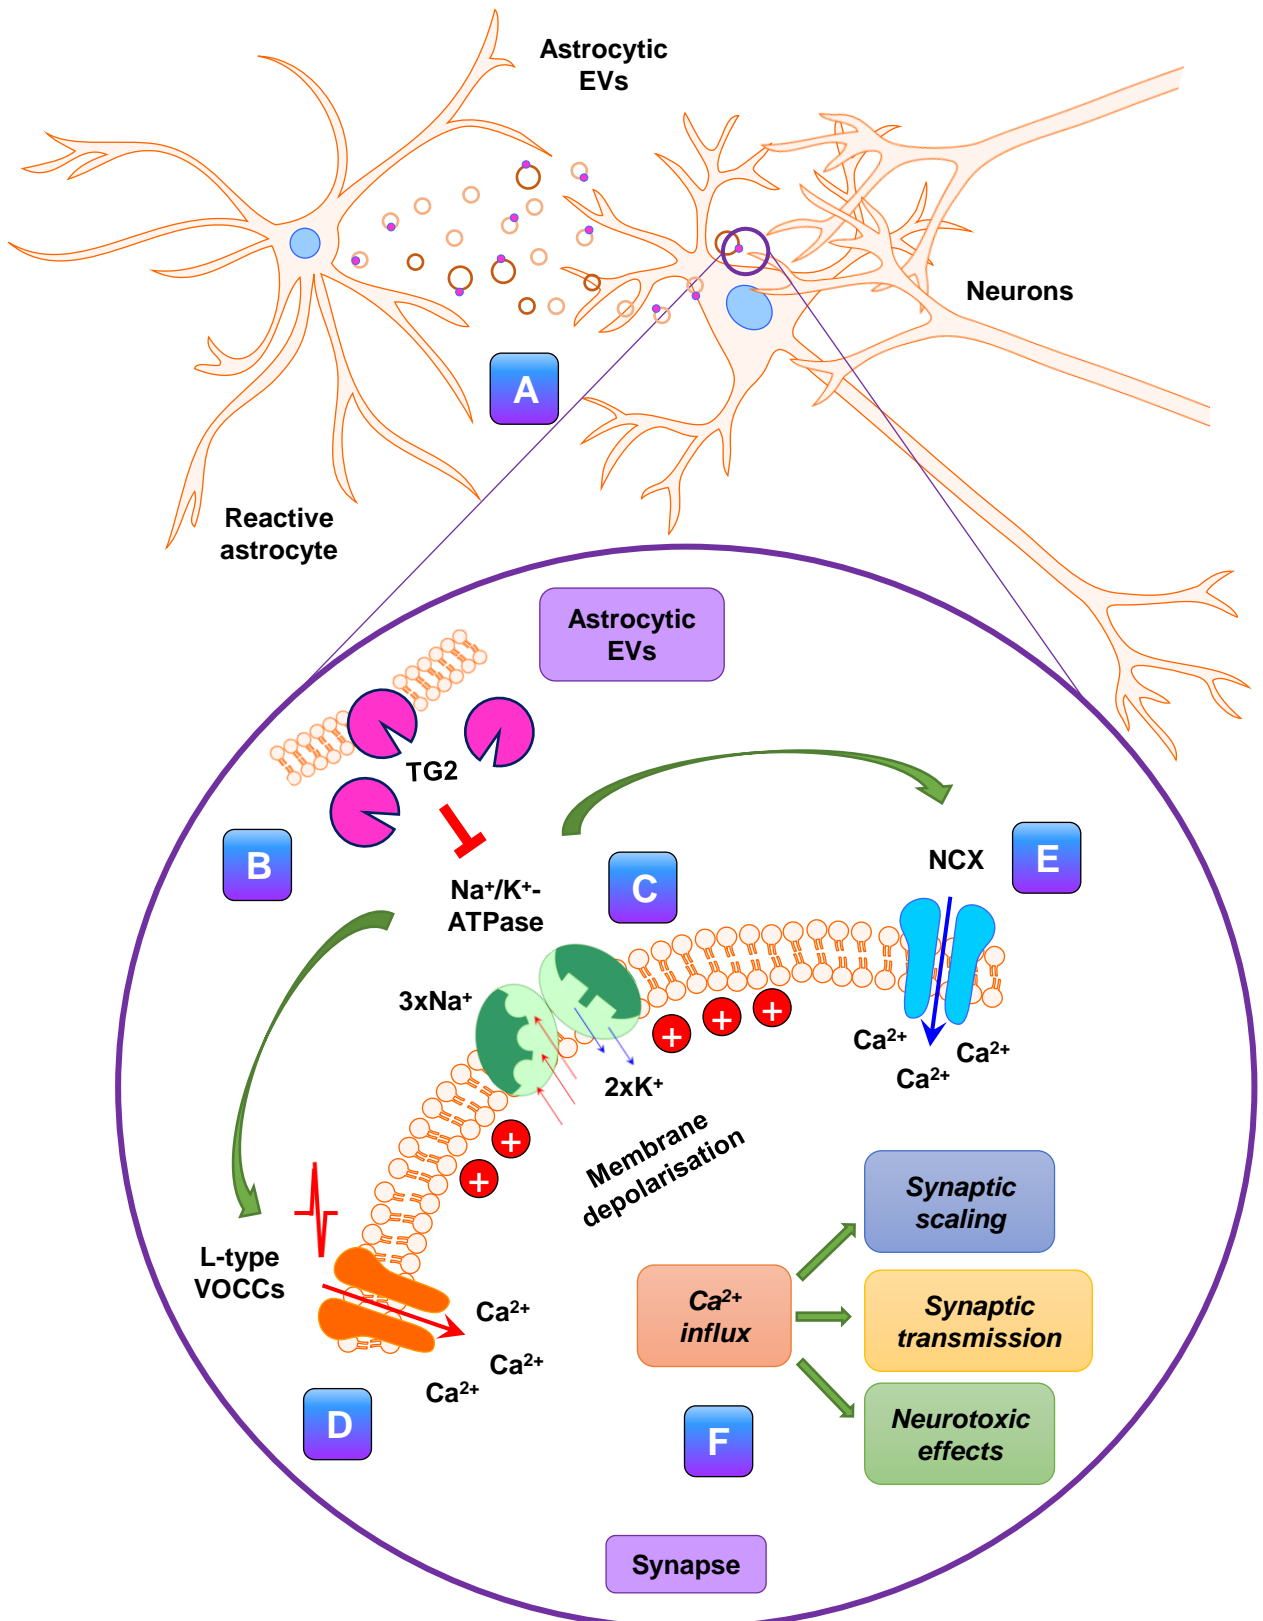 Astrocytic
EVs
Neurons
A
Reactive
astrocyte
Astrocytic
EVs
TG2
B
Na⁺/K⁺-
ATPase
C
NCX
E
3xNa⁺
2xK⁺
+
+
+
+
+
Ca²⁺
Ca²⁺
Ca²⁺
Membrane
depolarisation
L-type
VOCCs
Ca²⁺
Ca²⁺
Ca²⁺
D
Ca²⁺
influx
Synaptic
scaling
Synaptic
transmission
Neurotoxic
effects
F
Synapse